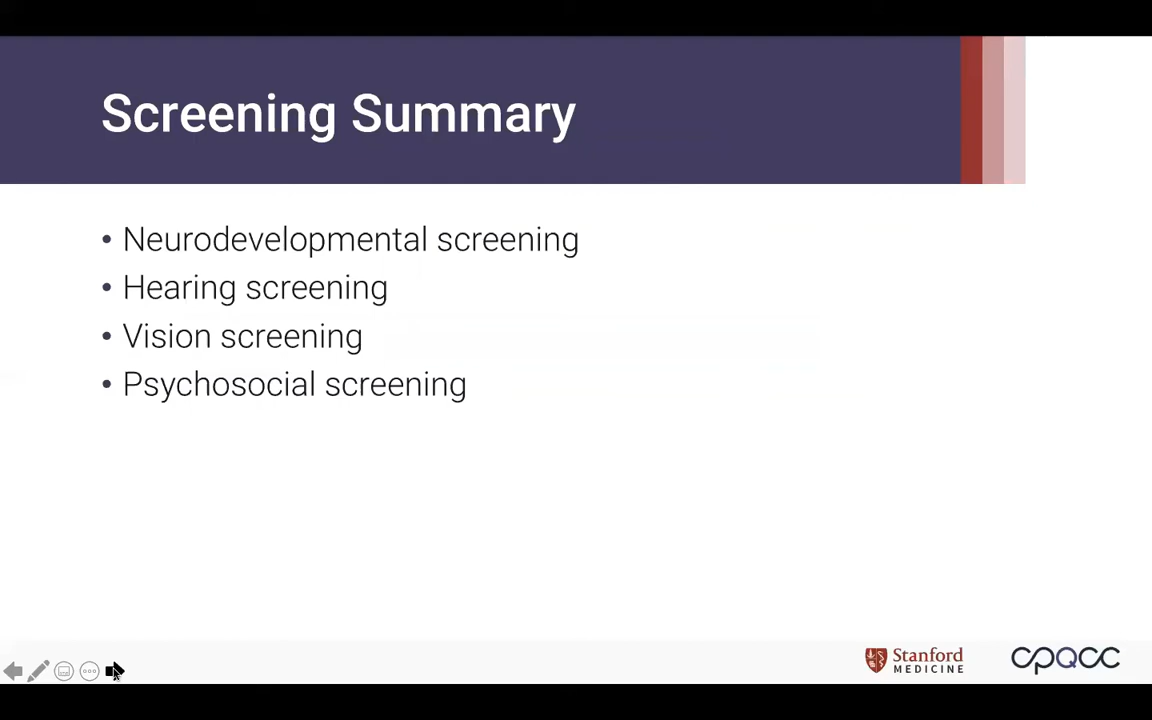 Screening Summary
• Neurodevelopmental screening
• Hearing screening
• Vision screening
• Psychosocial screening
Stanford
MEDICINE
cpqcc